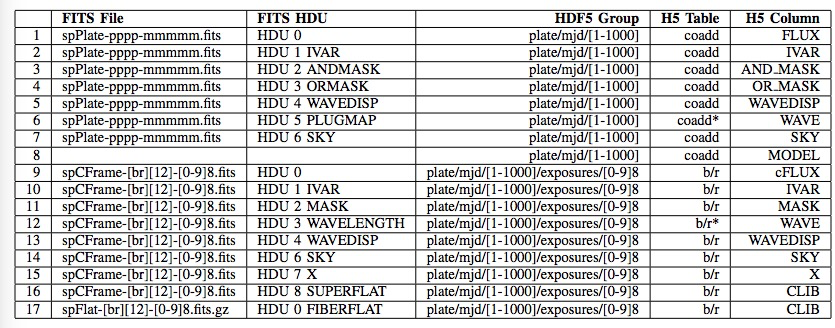 FITS File FITS HDU HDF5 Group H5 Table H5 Column
1 spPlate-pppp-mmmmm.fits HDU 0 plate/mjd/[1-1000] coadd FLUX
2 spPlate-pppp-mmmmm.fits HDU 1 IVAR plate/mjd/[1-1000] coadd IVAR
3 spPlate-pppp-mmmmm.fits HDU 2 ANDMASK plate/mjd/[1-1000] coadd AND_MASK
4 spPlate-pppp-mmmmm.fits HDU 3 ORMASK plate/mjd/[1-1000] coadd OR_MASK
5 spPlate-pppp-mmmmm.fits HDU 4 WAVEDISP plate/mjd/[1-1000] coadd WAVEDISP
6 spPlate-pppp-mmmmm.fits HDU 5 PLUGMAP plate/mjd/[1-1000] coadd* WAVE
7 spPlate-pppp-mmmmm.fits HDU 6 SKY plate/mjd/[1-1000] coadd SKY
8 plate/mjd/[1-1000] coadd MODEL
9 spCFrame-[br][12]-[0-9]8.fits HDU 0 plate/mjd/[1-1000]/exposures/[0-9]8 b/r cFLUX
10 spCFrame-[br][12]-[0-9]8.fits HDU 1 IVAR plate/mjd/[1-1000]/exposures/[0-9]8 b/r IVAR
11 spCFrame-[br][12]-[0-9]8.fits HDU 2 MASK plate/mjd/[1-1000]/exposures/[0-9]8 b/r MASK
12 spCFrame-[br][12]-[0-9]8.fits HDU 3 WAVELENGTH plate/mjd/[1-1000]/exposures/[0-9]8 b/r* WAVE
13 spCFrame-[br][12]-[0-9]8.fits HDU 4 WAVEDISP plate/mjd/[1-1000]/exposures/[0-9]8 b/r WAVEDISP
14 spCFrame-[br][12]-[0-9]8.fits HDU 6 SKY plate/mjd/[1-1000]/exposures/[0-9]8 b/r SKY
15 spCFrame-[br][12]-[0-9]8.fits HDU 7 X plate/mjd/[1-1000]/exposures/[0-9]8 b/r X
16 spCFrame-[br][12]-[0-9]8.fits HDU 8 SUPERFLAT plate/mjd/[1-1000]/exposures/[0-9]8 b/r CLIB
17 spFlat-[br][12]-[0-9]8.fits.gz HDU 0 FIBERFLAT plate/mjd/[1-1000]/exposures/[0-9]8 b/r CLIB